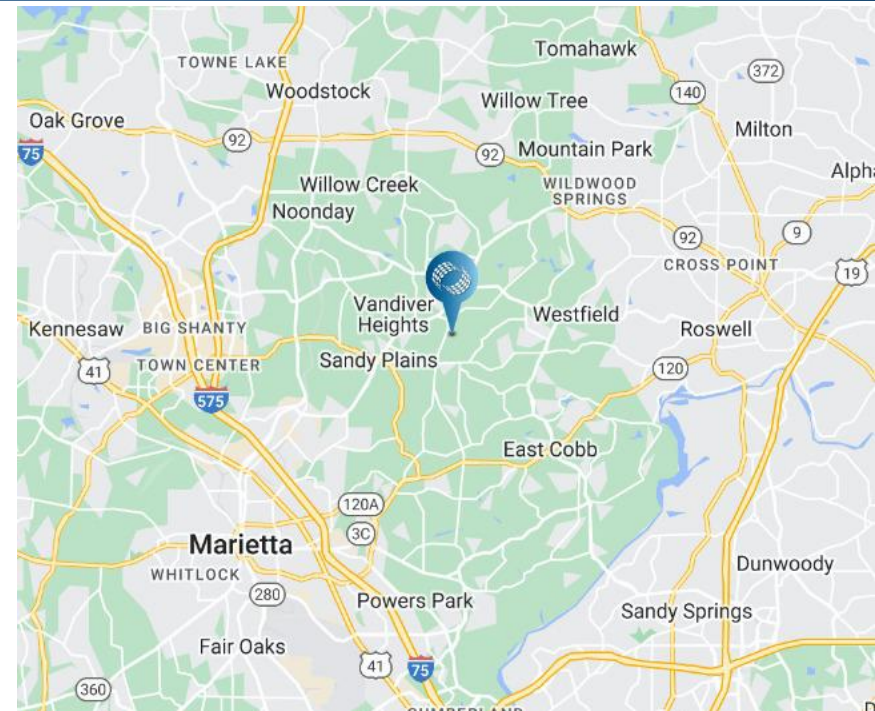 Tomahawk
TOWNE LAKE
372
Woodstock
140
Willow Tree
Oak Grove
92
Milton
75
92
Mountain Park
Alpha
Willow Creek
WILDWOOD
SPRINGS
Noonday
92
9
CROSS POINT
19
Vandiver
Heights
Westfield
Kennesaw
BIG SHANTY
Roswell
TOWN CENTER
Sandy Plains
41
120
575
East Cobb
120A
3C
Marietta
WHITLOCK
Dunwoody
280
Powers Park
Sandy Springs
Fair Oaks
41
75
360
CUMBERLAND